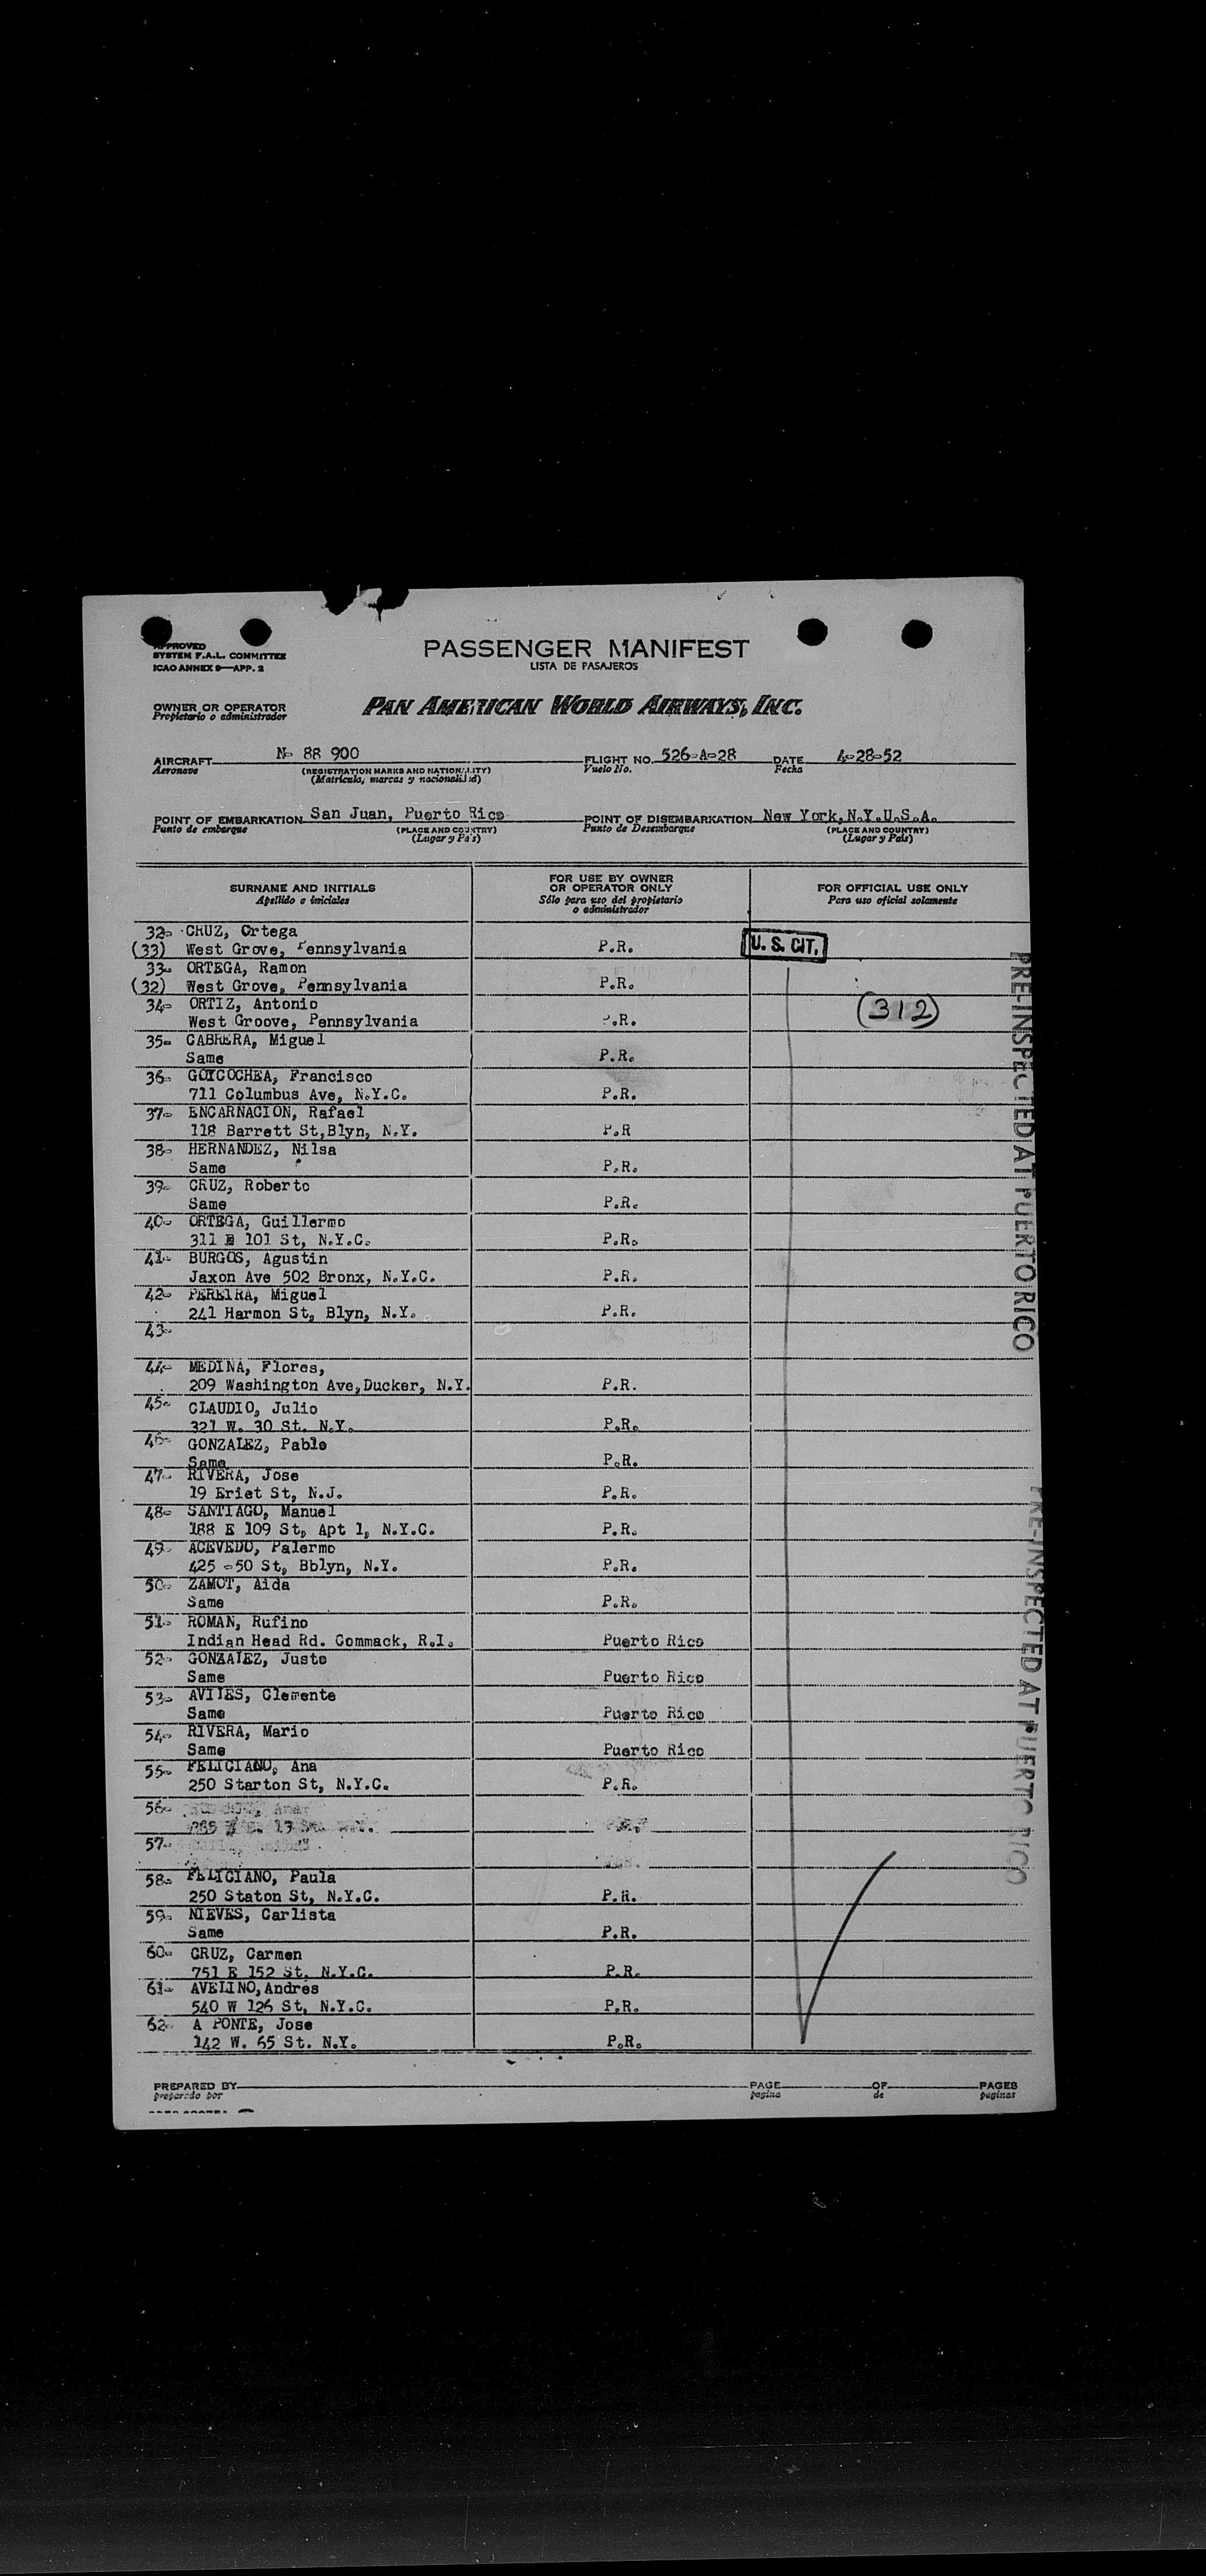 APPROVED
SYSTEM F.A.L. COMMITTEE
ICAO ANNEX 9—APP. 2
PASSENGER MANIFEST
LISTA DE PASAJEROS
OWNER OR OPERATOR
Propietario o administrador
PAN AMERICAN WORLD AIRWAYS, INC.
AIRCRAFT N- 88 900 FLIGHT NO. 526-A-28 DATE 4-28-52
Aeronave (REGISTRATION MARKS AND NATIONALITY) Vuelo No. Fecha
(Matricula, marcas y nacionalidad)
POINT OF EMBARKATION San Juan, Puerto Rico POINT OF DISEMBARKATION New York, N.Y.U.S.A.
Punto de embarque (PLACE AND COUNTRY) Punto de Desembarque (PLACE AND COUNTRY)
(Lugar y País) (Lugar y País)
SURNAME AND INITIALS FOR USE BY OWNER OR OPERATOR ONLY FOR OFFICIAL USE ONLY
Apellido e iniciales Sólo para uso del propietario o administrador Para uso oficial solamente
32- CRUZ, Ortega
(33) West Grove, Pennsylvania P.R. U. S. CIT.
33- ORTEGA, Ramon
(32) West Grove, Pennsylvania P.R.
34- ORTIZ, Antonio (312)
West Groove, Pennsylvania P.R.
35- CABRERA, Miguel
Same P.R.
36- GOICOCHEA, Francisco
711 Columbus Ave, N.Y.C. P.R.
37- ENCARNACION, Rafael
118 Barrett St,Blyn, N.Y. P.R
38- HERNANDEZ, Nilsa
Same P.R.
39- CRUZ, Roberto
Same P.R.
40- ORTEGA, Guillermo
311 E 101 St, N.Y.C. P.R.
41- BURGOS, Agustin
Jaxon Ave 502 Bronx, N.Y.C. P.R.
42- PEREIRA, Miguel
241 Harmon St, Blyn, N.Y. P.R.
43-
44- MEDINA, Flores,
209 Washington Ave,Ducker, N.Y. P.R.
45- CLAUDIO, Julio
321 W. 30 St. N.Y. P.R.
46- GONZALEZ, Pablo
Same P.R.
47- RIVERA, Jose
19 Eriet St, N.J. P.R.
48- SANTIAGO, Manuel
188 E 109 St, Apt 1, N.Y.C. P.R.
49- ACEVEDO, Palermo
425 -50 St, Bblyn, N.Y. P.R.
50- ZAMOT, Aida
Same P.R.
51- ROMAN, Rufino
Indian Head Rd. Commack, R.I. Puerto Rico
52- GONZALEZ, Justo
Same Puerto Rico
53- AVILES, Clemente
Same Puerto Rico
54- RIVERA, Mario
Same Puerto Rico
55- FELICIANO, Ana
250 Starton St, N.Y.C. P.R.
56-
57-
58- FELICIANO, Paula
250 Staton St, N.Y.C. P.R.
59- NIEVES, Carlista
Same P.R.
60- CRUZ, Carmen
751 E 152 St, N.Y.C. P.R.
61- AVELINO,Andres
540 W 126 St, N.Y.C. P.R.
62- A PONTE, Jose
142 W. 65 St. N.Y. P.R.
PRE-INSPECTED AT PUERTO RICO
PRE-INSPECTED AT PUERTO RICO
PREPARED BY PAGE OF PAGES
preparado por pagina de paginas